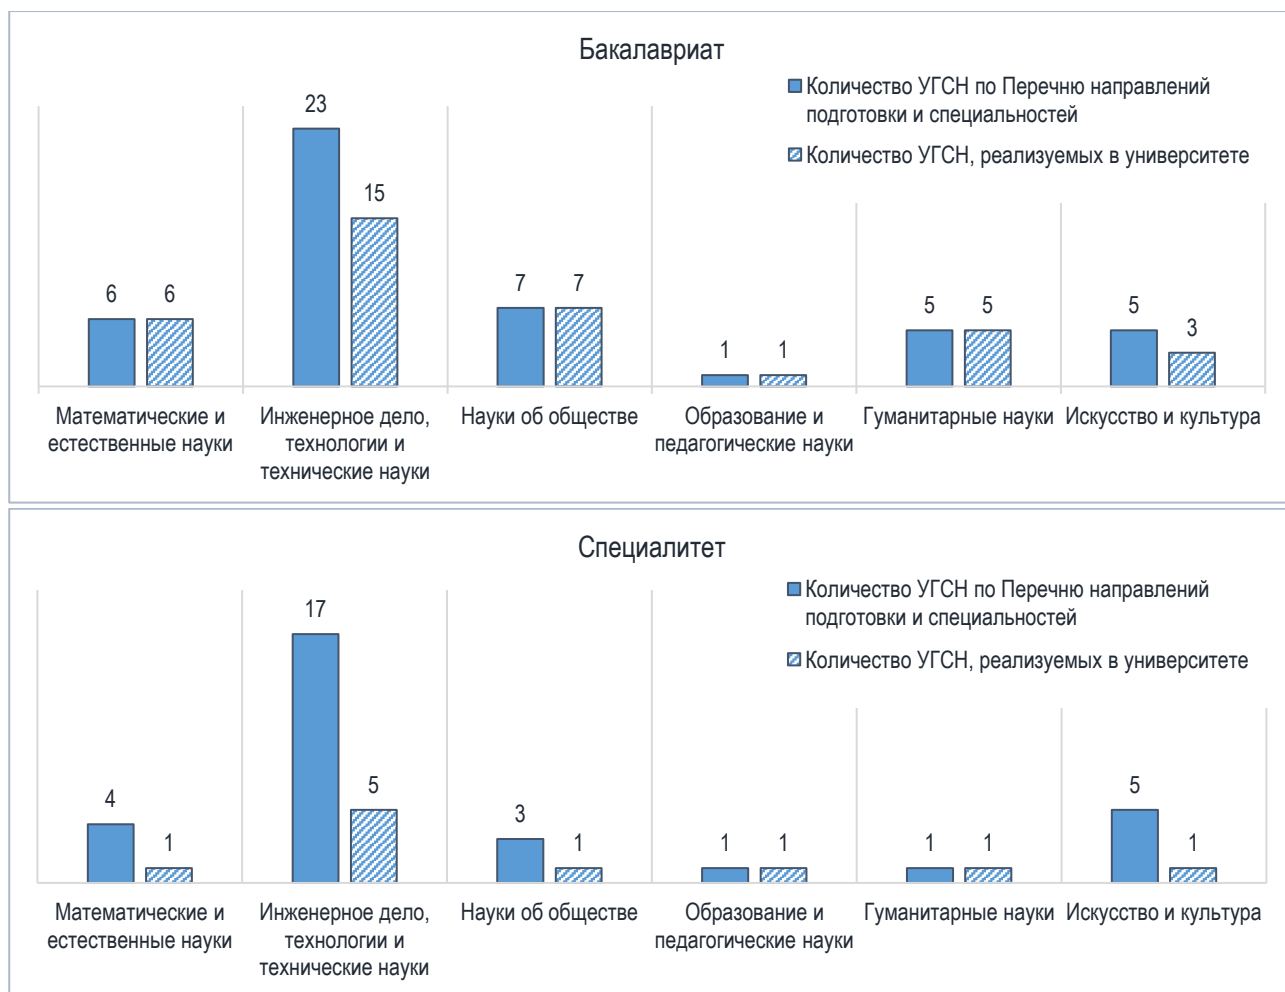 Бакалавриат
Количество УГСН по Перечню направлений
подготовки и специальностей
Количество УГСН, реализуемых в университете
23
15
6 6
7 7
1 1
5 5
5
3
Математические и
естественные науки
Инженерное дело,
технологии и
технические науки
Науки об обществе
Образование и
педагогические науки
Гуманитарные науки
Искусство и культура
Специалитет
Количество УГСН по Перечню направлений
подготовки и специальностей
Количество УГСН, реализуемых в университете
4
1
17
5
3
1
1 1
1 1
5
1
Математические и
естественные науки
Инженерное дело,
технологии и
технические науки
Науки об обществе
Образование и
педагогические науки
Гуманитарные науки
Искусство и культура